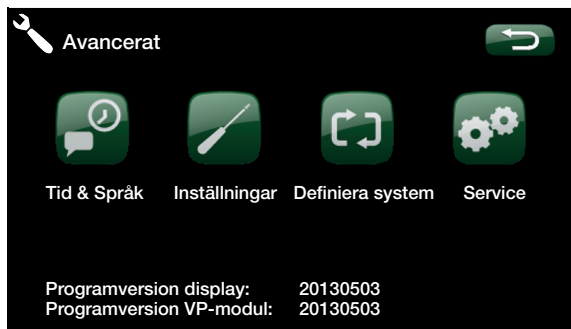 Avancerat
Tid & Språk Inställningar Definiera system Service
Programversion display: 20130503
Programversion VP-modul: 20130503